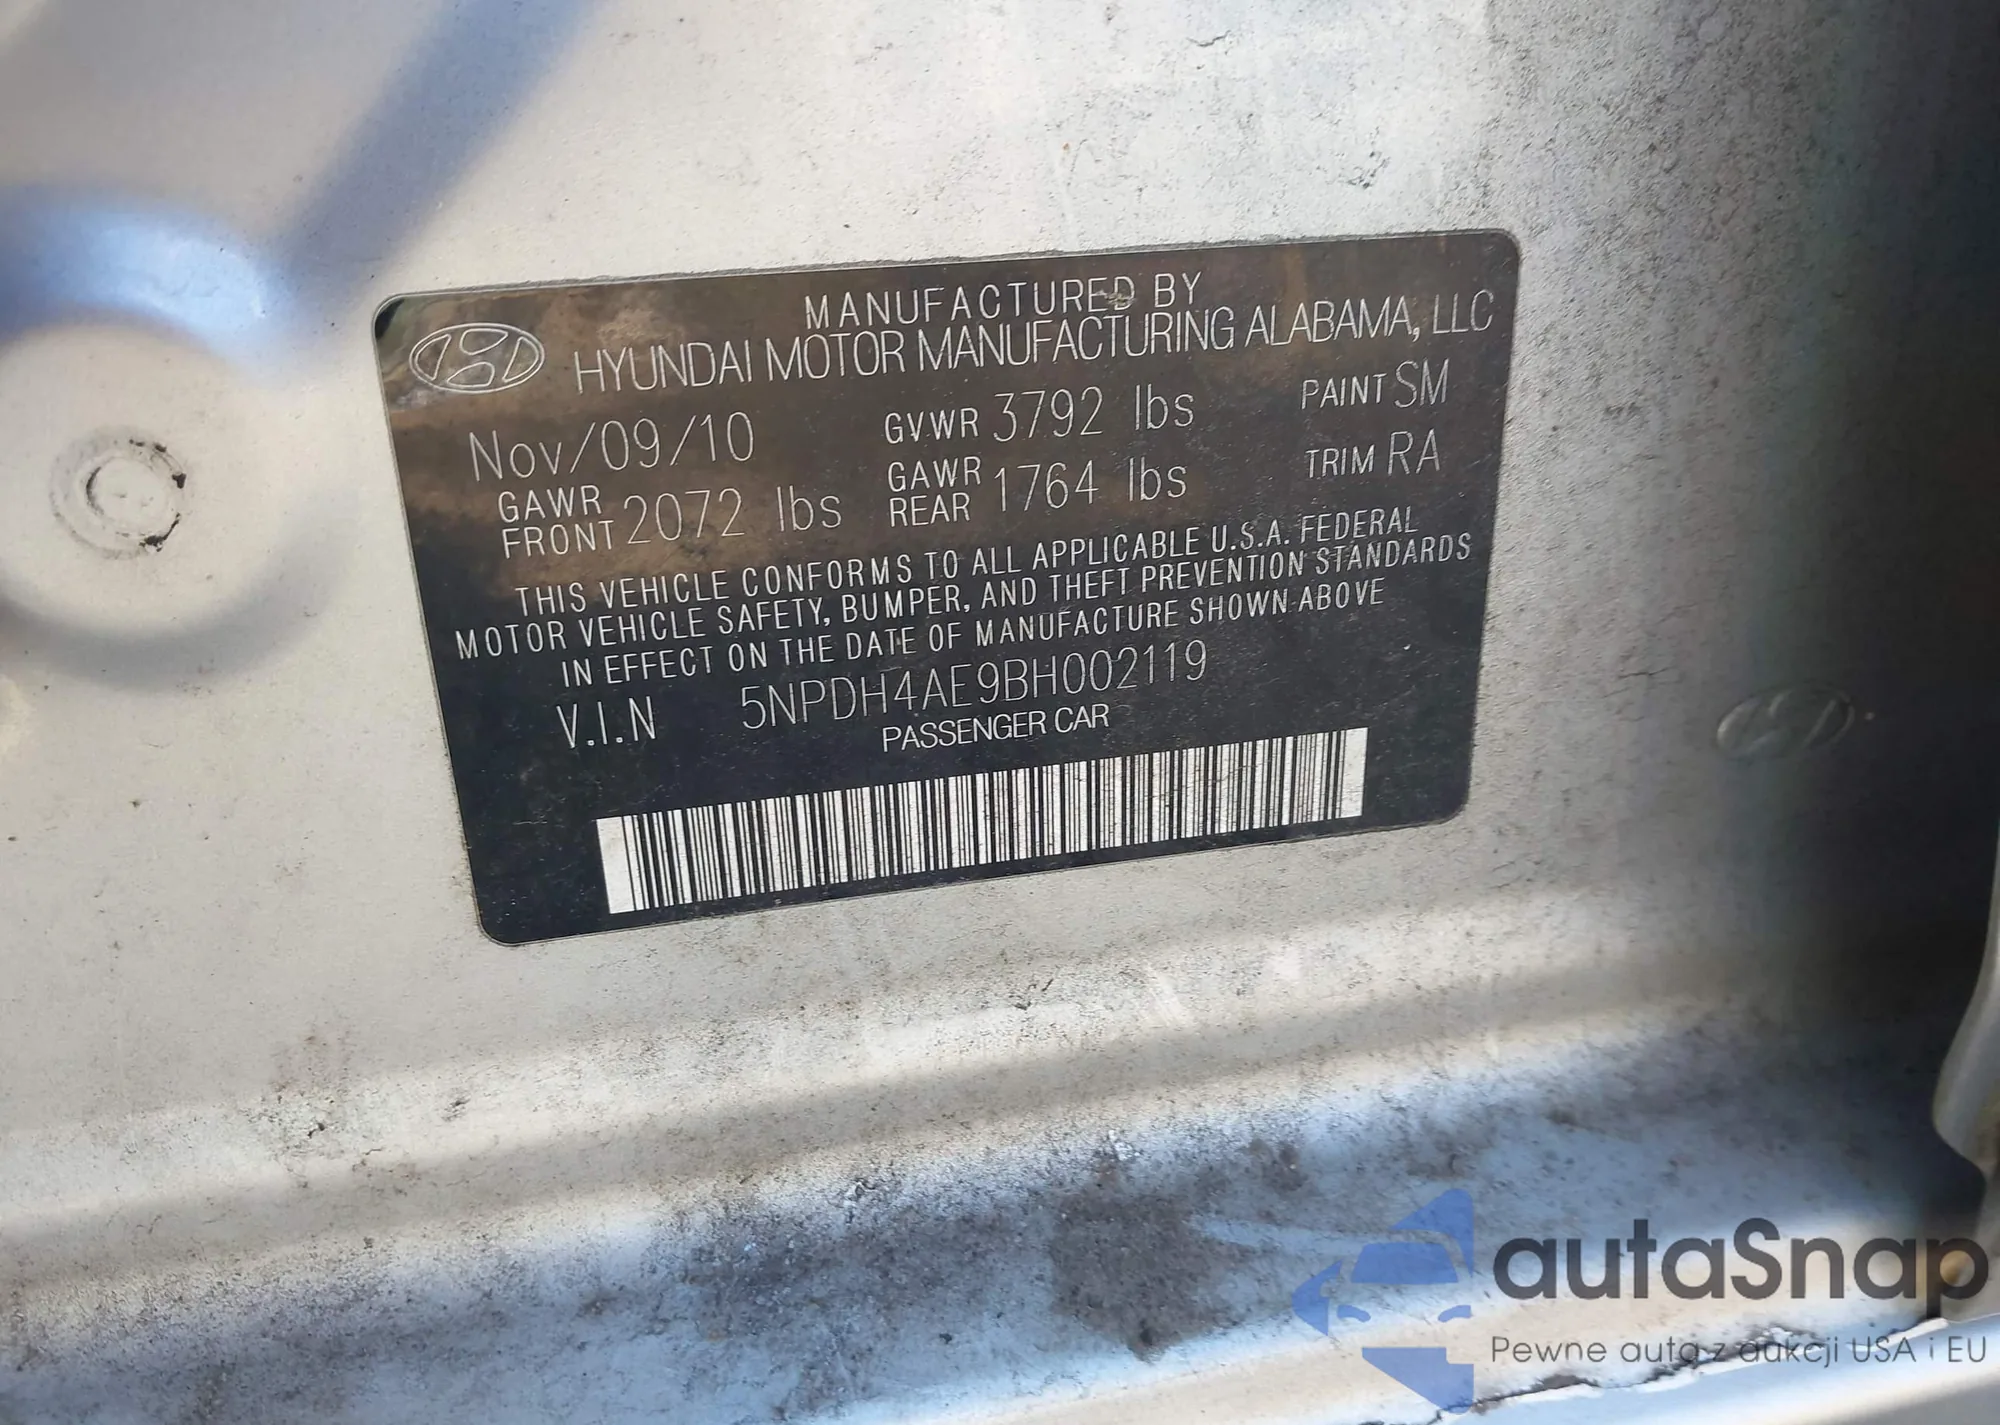 MANUFACTURED BY
HYUNDAI MOTOR MANUFACTURING ALABAMA, LLC
Nov/09/10 GVWR 3792 lbs PAINT SM
GAWR FRONT 2072 lbs GAWR REAR 1764 lbs TRIM RA
THIS VEHICLE CONFORMS TO ALL APPLICABLE U.S.A. FEDERAL
MOTOR VEHICLE SAFETY, BUMPER, AND THEFT PREVENTION STANDARDS
IN EFFECT ON THE DATE OF MANUFACTURE SHOWN ABOVE
V.I.N 5NPDH4AE9BH002119
PASSENGER CAR
autaSnap
Pewne auta z aukcji USA i EU